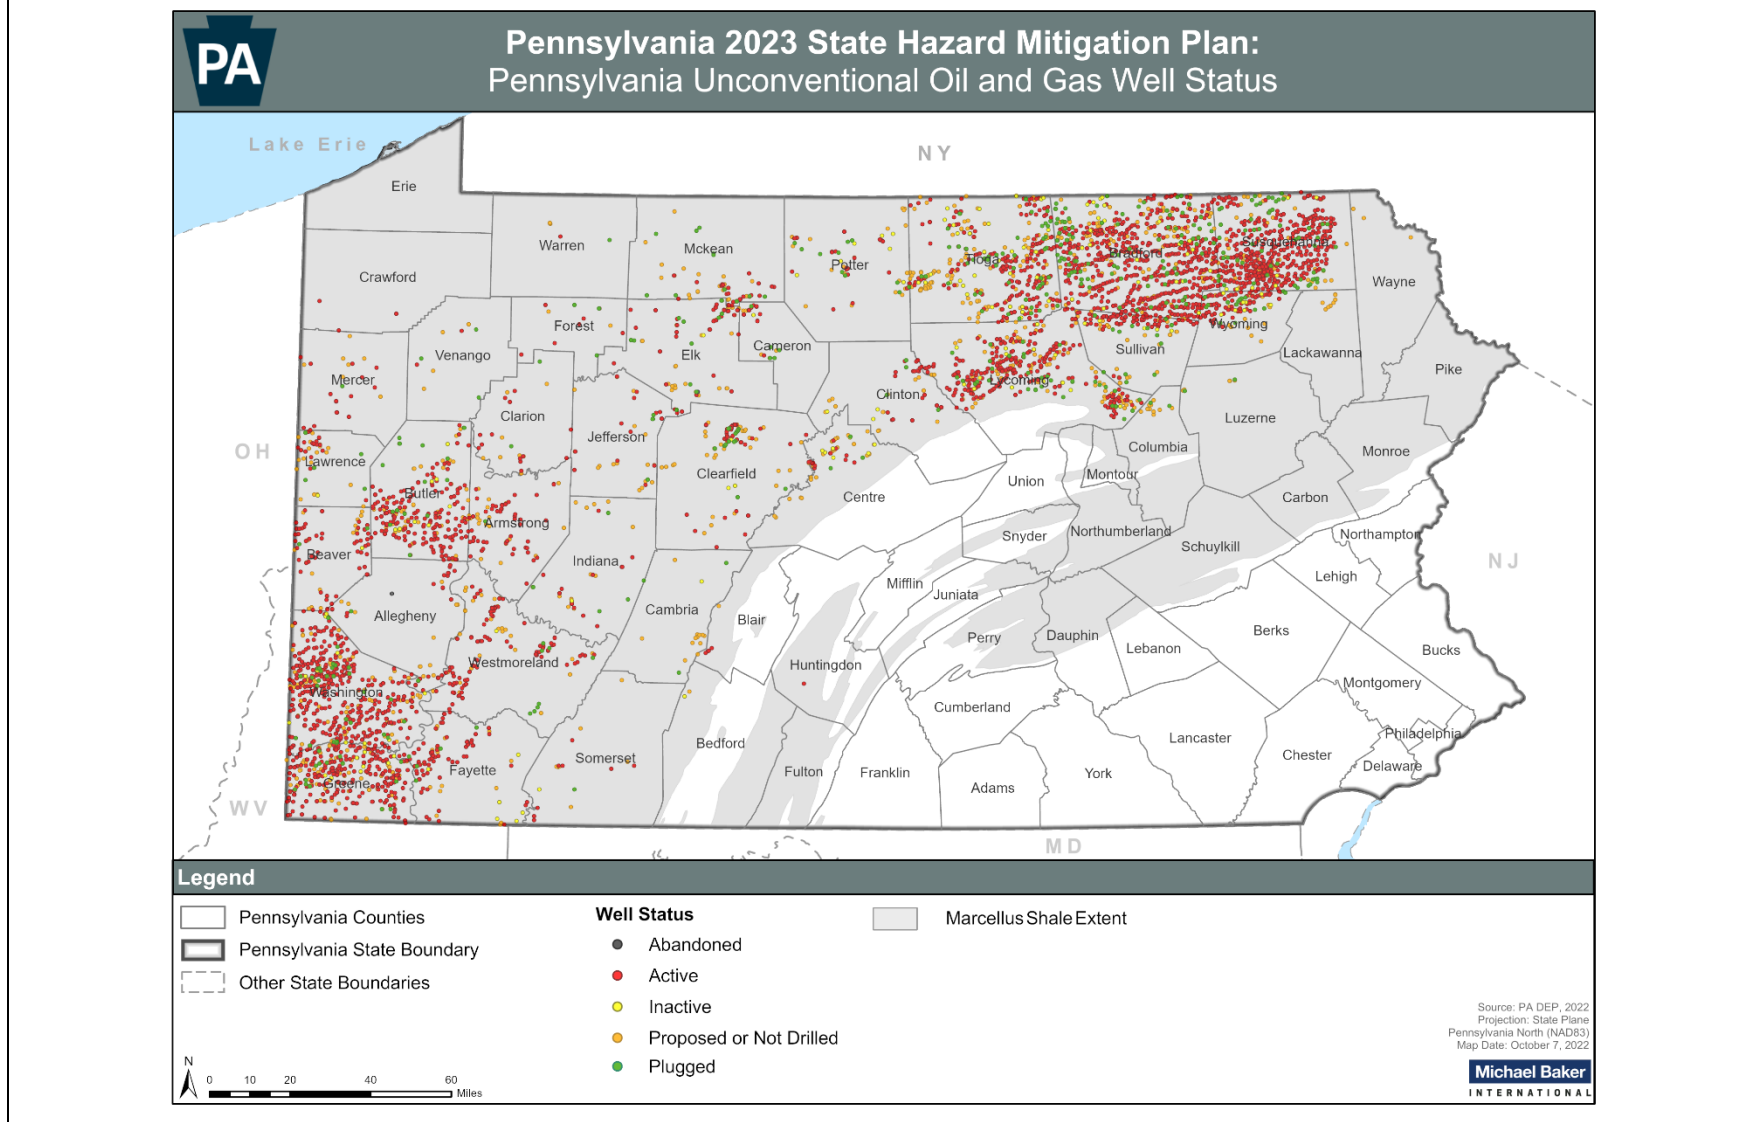 PA
Pennsylvania 2023 State Hazard Mitigation Plan:
Pennsylvania Unconventional Oil and Gas Well Status
Lake Erie
NY
Erie
Warren
Mckean
Potter
Tioga
Bradford
Susquehanna
Crawford
Wayne
Forest
Wyoming
Venango
Elk
Cameron
Sullivan
Lackawanna
Mercer
Lycoming
Pike
Clinton
Clarion
Luzerne
Jefferson
OH
Lawrence
Columbia
Monroe
Clearfield
Montour
Union
Butler
Centre
Carbon
Armstrong
Snyder
Northumberland
Northampton
Beaver
Schuylkill
Indiana
NJ
Mifflin
Lehigh
Juniata
Cambria
Allegheny
Blair
Berks
Perry
Dauphin
Lebanon
Bucks
Westmoreland
Huntingdon
Washington
Montgomery
Cumberland
Philadelphia
Bedford
Lancaster
Somerset
Chester
Fayette
Fulton
Franklin
York
Delaware
Greene
Adams
WV
MD
Legend
Pennsylvania Counties
Pennsylvania State Boundary
Other State Boundaries
Well Status
Abandoned
Active
Inactive
Proposed or Not Drilled
Plugged
Marcellus Shale Extent
N
0 10 20 40 60
Miles
Source: PA DEP, 2022
Projection: State Plane
Pennsylvania North (NAD83)
Map Date: October 7, 2022
Michael Baker
INTERNATIONAL